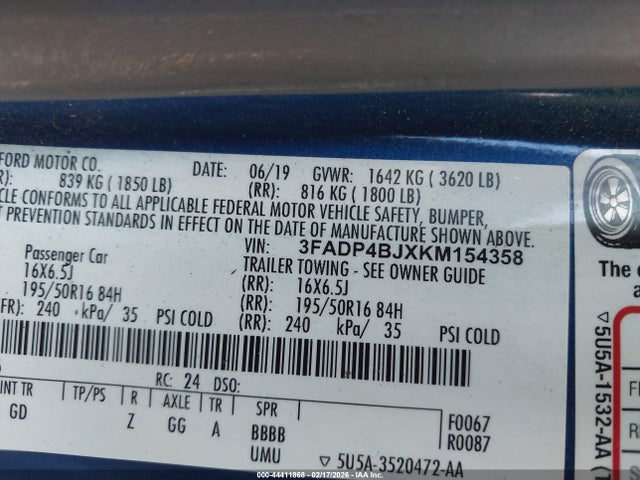 FORD MOTOR CO. DATE: 06/19 GVWR: 1642 KG ( 3620 LB)
RR): 839 KG ( 1850 LB) (RR): 816 KG ( 1800 LB)
CLE CONFORMS TO ALL APPLICABLE FEDERAL MOTOR VEHICLE SAFETY, BUMPER,
T PREVENTION STANDARDS IN EFFECT ON THE DATE OF MANUFACTURE SHOWN ABOVE.
VIN: 3FADP4BJXKM154358
Passenger Car TRAILER TOWING - SEE OWNER GUIDE
16X6.5J (RR): 16X6.5J
195/50R16 84H (RR): 195/50R16 84H
FR): 240 kPa/ 35 PSI COLD (RR): 240 kPa/ 35 PSI COLD
RC: 24 DSO:
INT TR TP/PS R AXLE TR SPR
GD Z GG A BBBB F0067
UMU R0087
▽ 5U5A-3520472-AA
The
▽ 5U5A-1532-AA (T
IAA -- 44411868 -- 02/17/2026 -- IAAI.COM